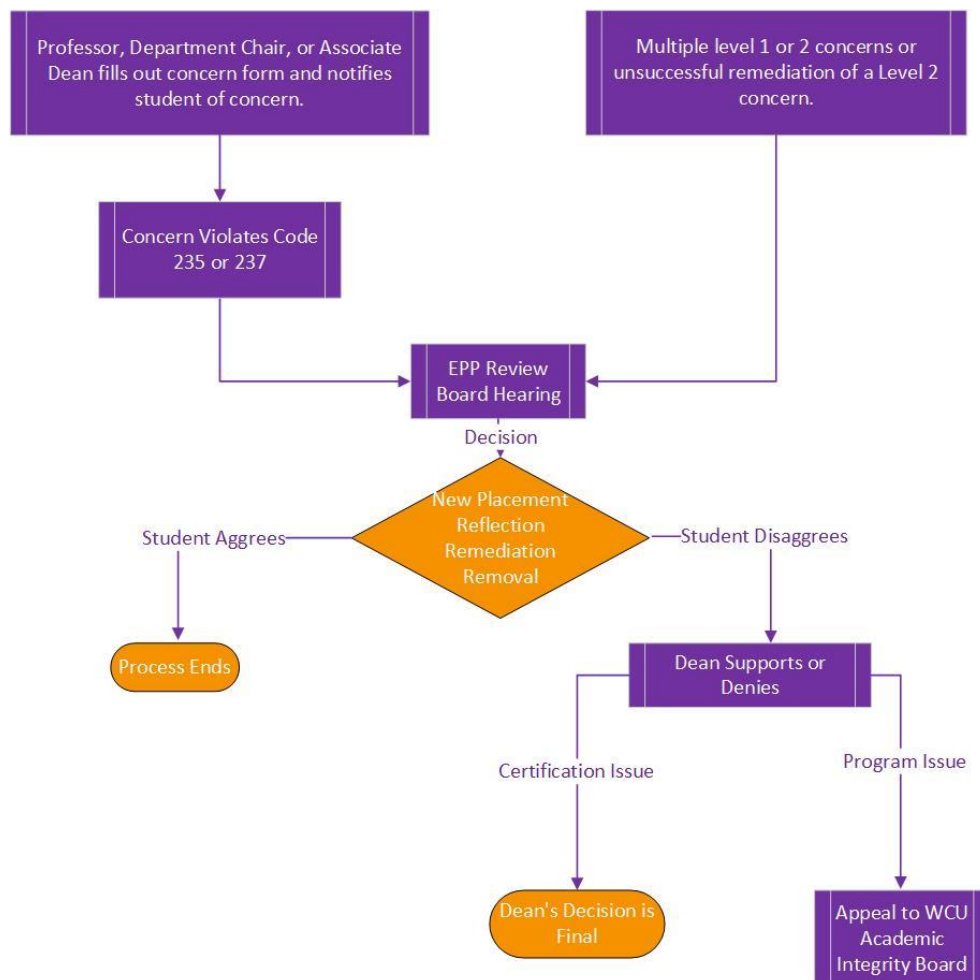 Professor, Department Chair, or Associate
Dean fills out concern form and notifies
student of concern.
Multiple level 1 or 2 concerns or
unsuccessful remediation of a Level 2
concern.
Concern Violates Code
235 or 237
EPP Review
Board Hearing
Decision
New Placement
Reflection
Remediation
Removal
Student Aggrees
Student Disaggrees
Process Ends
Dean Supports or
Denies
Certification Issue
Program Issue
Dean's Decision is
Final
Appeal to WCU
Academic
Integrity Board